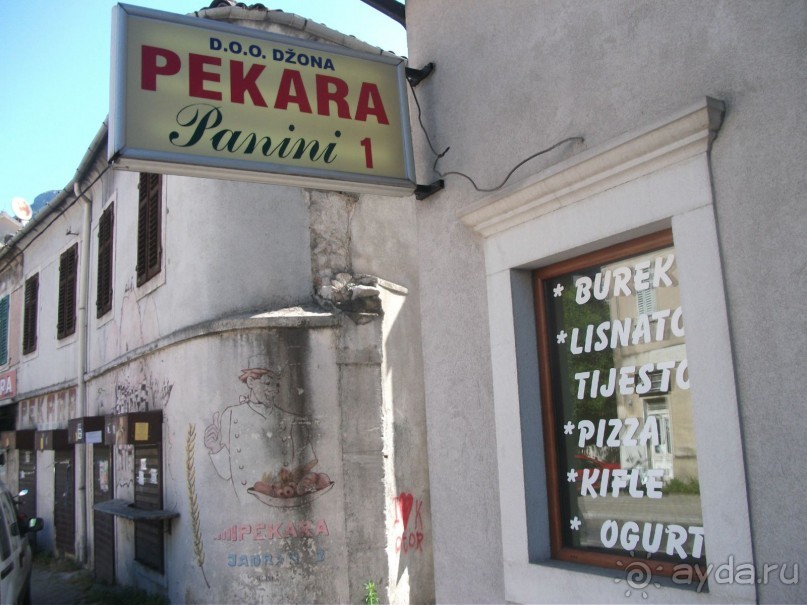 D.O.O. DŽONA
PEKARA
Panini 1
* BUREK
* LISNATO
TIJESTO
* PIZZA
* KIFLE
* OGURT
PEKARA
K
ayda.ru